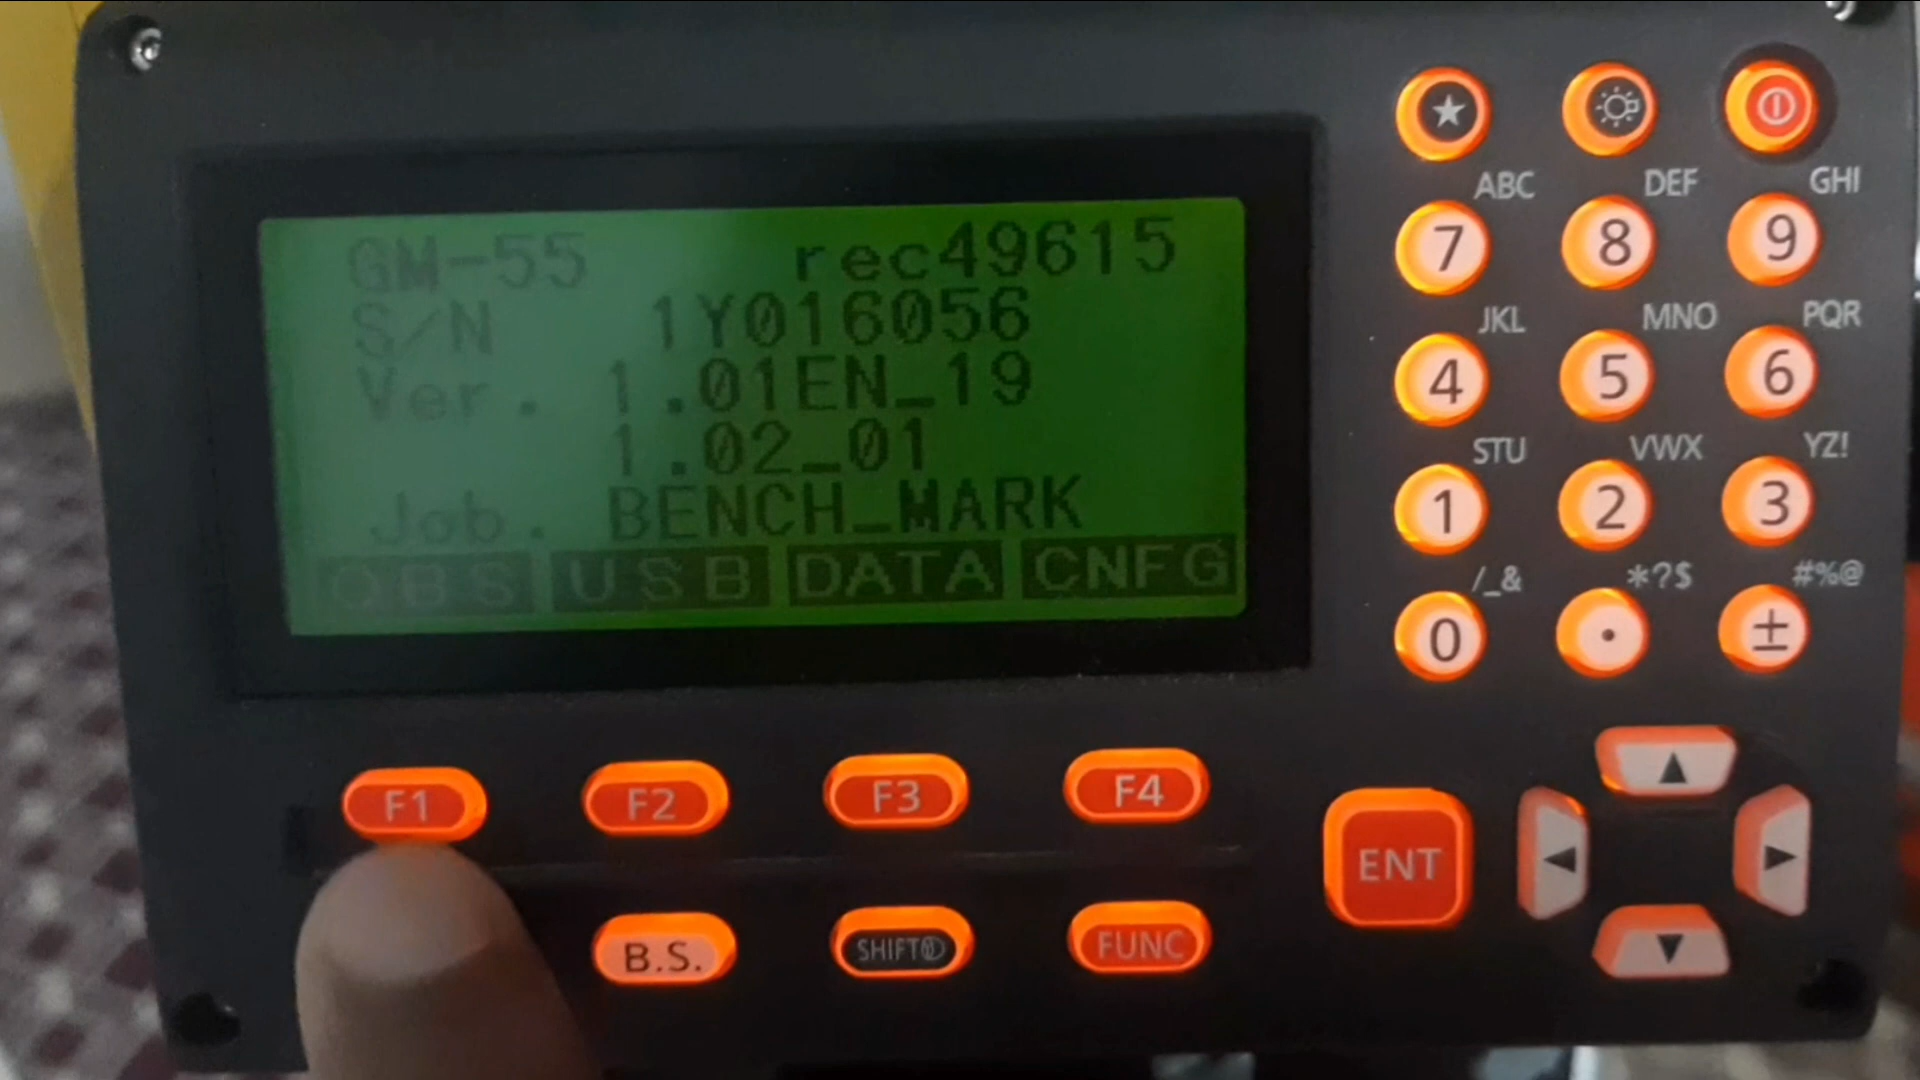 GM-55 rec49615
S/N 1Y016056
Ver. 1.01EN_19
1.02_01
Job. BENCH_MARK
OBS USB DATA CNFG
F1 F2 F3 F4
B.S. SHIFT FUNC
ENT
ABC DEF GHI
7 8 9
JKL MNO PQR
4 5 6
STU VWX YZ!
1 2 3
/_& *?$ #%@
0 . ±